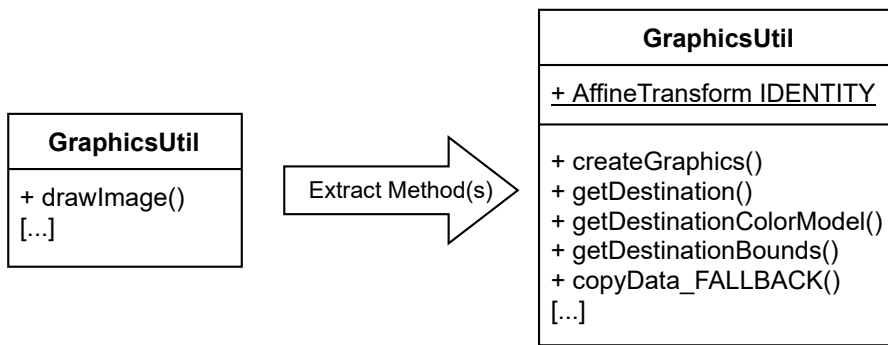 GraphicsUtil
+ drawImage()
[...]
Extract Method(s)
GraphicsUtil
+ AffineTransform IDENTITY
+ createGraphics()
+ getDestination()
+ getDestinationColorModel()
+ getDestinationBounds()
+ copyData_FALLBACK()
[...]